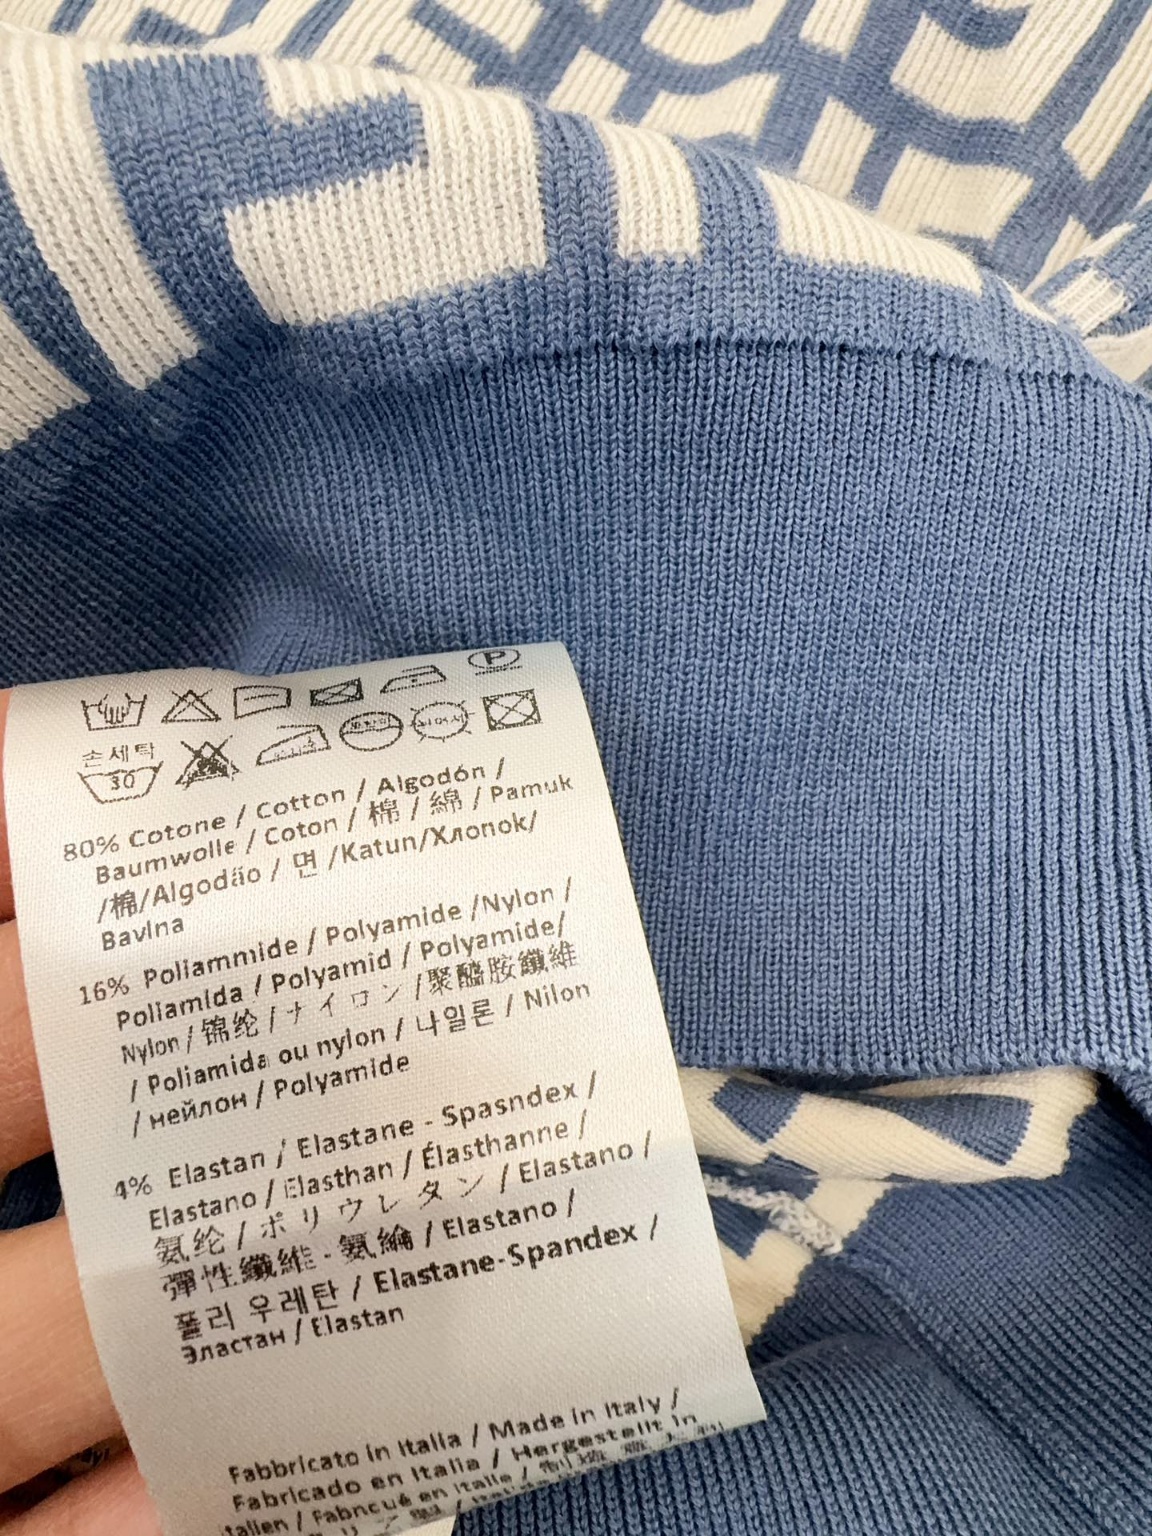 P
손세탁
30
80% Cotone / Cotton / Algodón /
Baumwolle / Coton / 棉 / 綿 / Pamuk
/棉/Algodão / 면 /Katun/Хлопок/
Bavlna
16% Poliammide / Polyamide /Nylon /
Poliamida / Polyamid / Polyamide/
Nylon / 锦纶 / ナイロン /聚醯胺纖維
/ Poliamida ou nylon / 나일론 / Nilon
/ нейлон / Polyamide
4% Elastan / Elastane - Spasndex /
Elastano / Elasthan / Élasthanne /
氨纶 / ポリウレタン / Elastano /
彈性纖維 - 氨綸 / Elastano /
폴리 우레탄 / Elastane-Spandex /
Эластан / Elastan
Fabbricato in Italia / Made in Italy /
Fabricado en Italia / Hergestellt in
Italien / Fabriqué en Italie /